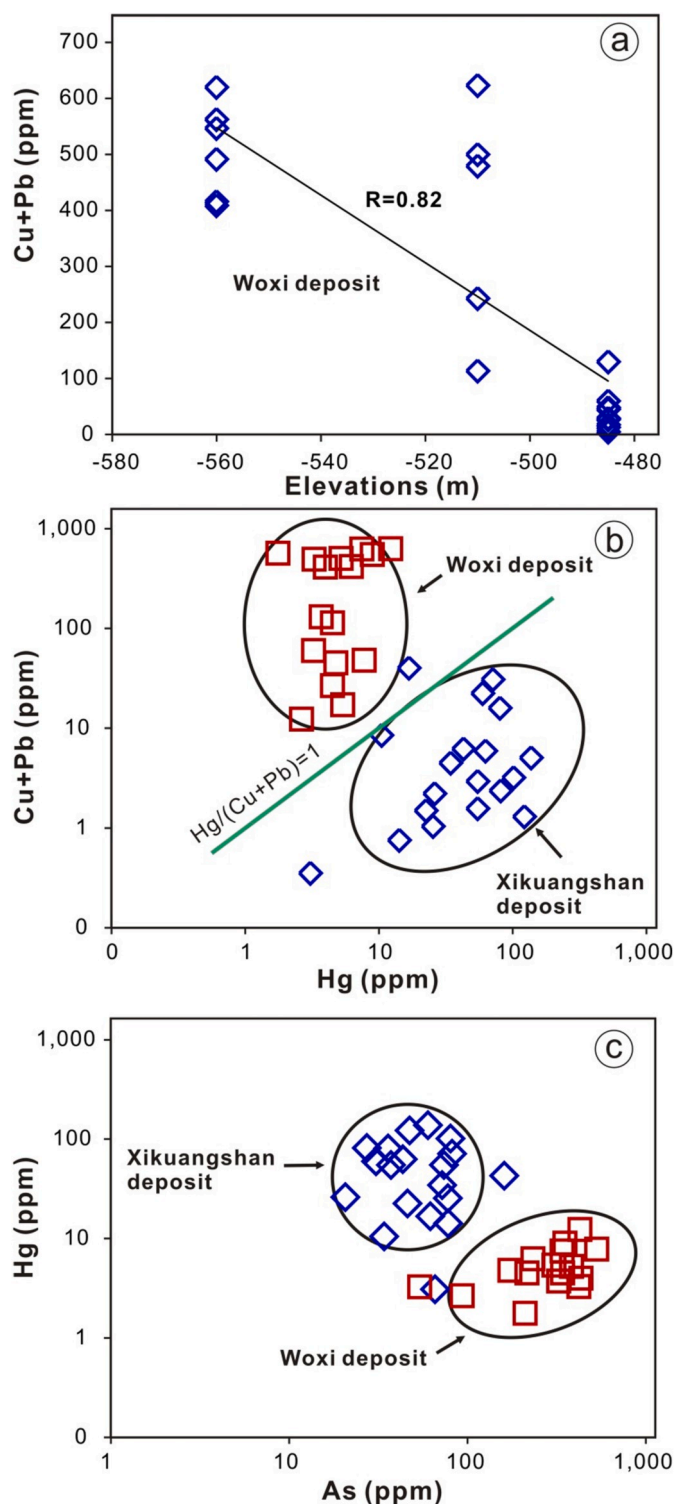 a
700
600
500
400
300
200
100
0
Cu+Pb (ppm)
R=0.82
Woxi deposit
-580
-560
-540
-520
-500
-480
Elevations (m)
b
1,000
100
10
1
0
Cu+Pb (ppm)
Woxi deposit
Hg/(Cu+Pb)=1
Xikuangshan
deposit
0
1
10
100
1,000
Hg (ppm)
c
1,000
100
10
1
0
Hg (ppm)
Xikuangshan
deposit
Woxi deposit
1
10
100
1,000
As (ppm)